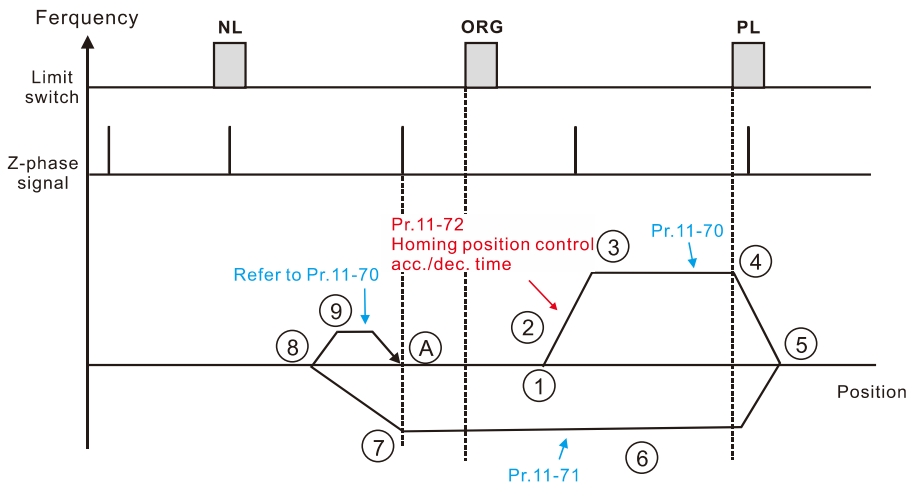 Ferquency
NL
ORG
PL
Limit
switch
Z-phase
signal
Pr.11-72
Homing position control
acc./dec. time
Pr.11-70
Refer to Pr.11-70
3
4
9
2
8
A
5
1
Position
7
6
Pr.11-71